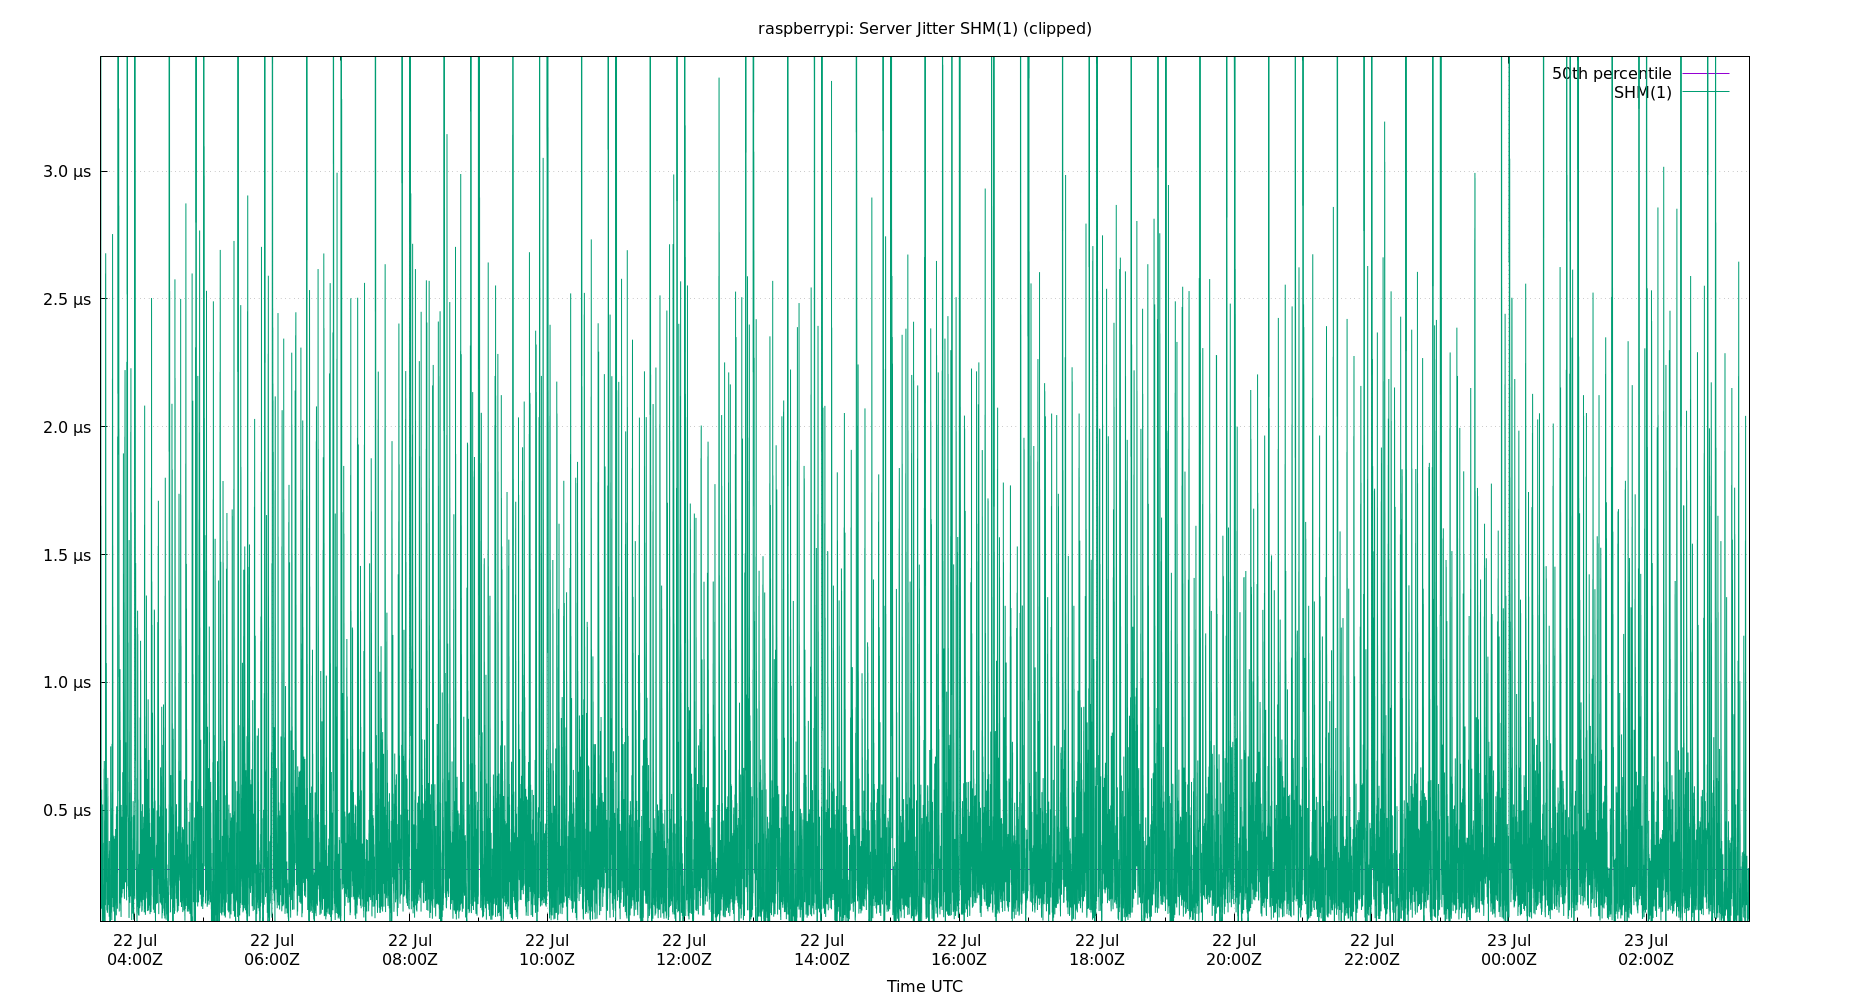 raspberrypi: Server Jitter SHM(1) (clipped)
50th percentile
SHM(1)
3.0 µs
2.5 µs
2.0 µs
1.5 µs
1.0 µs
0.5 µs
22 Jul 22 Jul 22 Jul 22 Jul 22 Jul 22 Jul 22 Jul 22 Jul 22 Jul 22 Jul 23 Jul 23 Jul
04:00Z 06:00Z 08:00Z 10:00Z 12:00Z 14:00Z 16:00Z 18:00Z 20:00Z 22:00Z 00:00Z 02:00Z
Time UTC